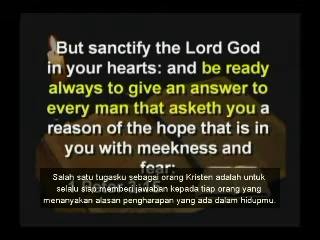 But sanctify the Lord God
in your hearts: and be ready
always to give an answer to
every man that asketh you a
reason of the hope that is in
you with meekness and
fear:
Salah satu tugasku sebagai orang Kristen adalah untuk
selalu siap memberi jawaban kepada tiap orang yang
menanyakan alasan pengharapan yang ada dalam hidupmu.